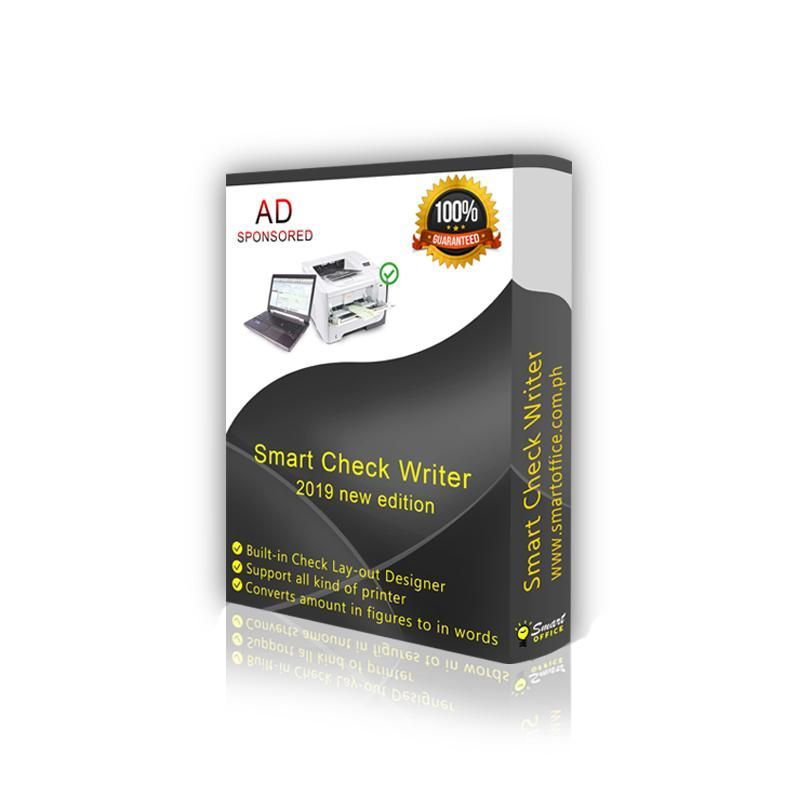 AD
SPONSORED
100%
GUARANTEED
Smart Check Writer
2019 new edition
Built-in Check Lay-out Designer
Support all kind of printer
Converts amount in figures to in words
Smart Check Writer
www.smartoffice.com.ph
Smart
OFFICE